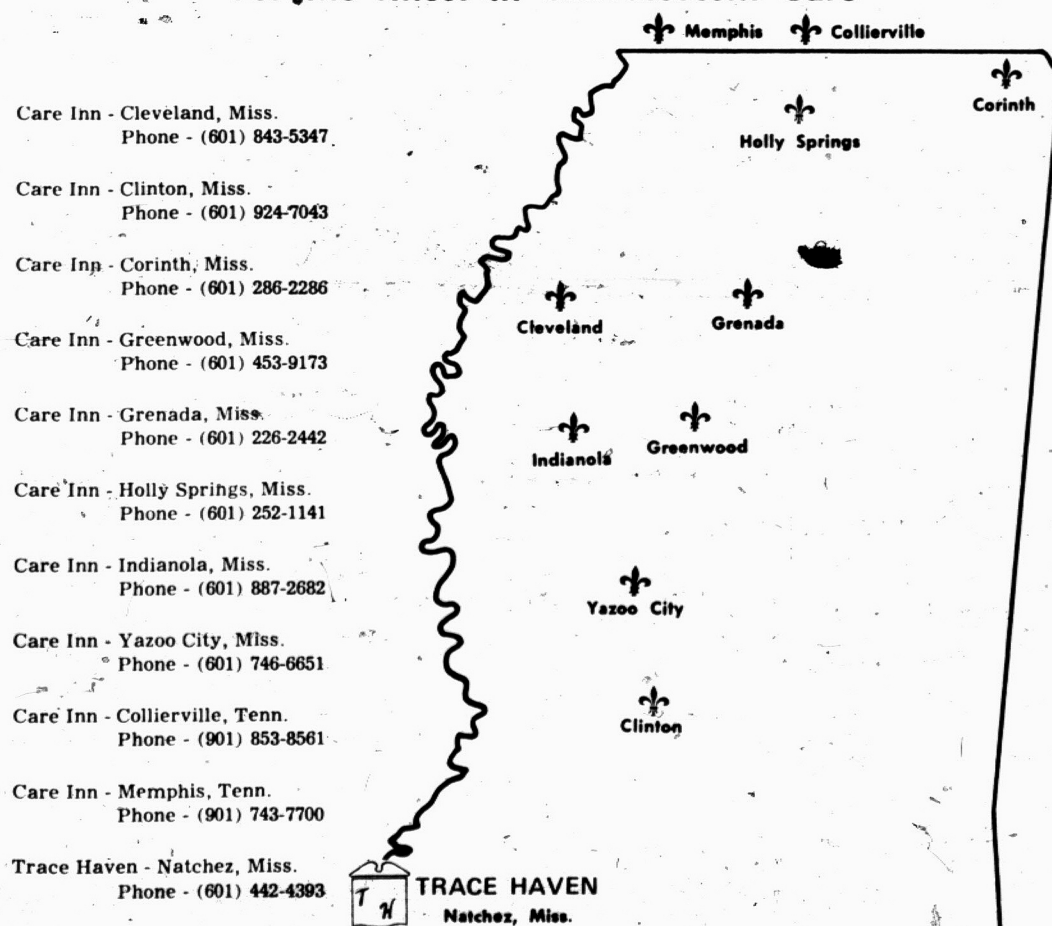 Care Inn - Cleveland, Miss.
Phone - (601) 843-5347
Care Inn - Clinton, Miss.
Phone - (601) 924-7043
Care Inn - Corinth, Miss.
Phone - (601) 286-2286
Care Inn - Greenwood, Miss.
Phone - (601) 453-9173
Care Inn - Grenada, Miss.
Phone - (601) 226-2442
Care Inn - Holly Springs, Miss.
Phone - (601) 252-1141
Care Inn - Indianola, Miss.
Phone - (601) 887-2682
Care Inn - Yazoo City, Miss.
Phone - (601) 746-6651
Care Inn - Collierville, Tenn.
Phone - (901) 853-8561
Care Inn - Memphis, Tenn.
Phone - (901) 743-7700
Trace Haven - Natchez, Miss.
Phone - (601) 442-4393
Memphis
Collierville
Corinth
Holly Springs
Cleveland
Grenada
Indianola
Greenwood
Yazoo City
Clinton
T H
TRACE HAVEN
Natchez, Miss.